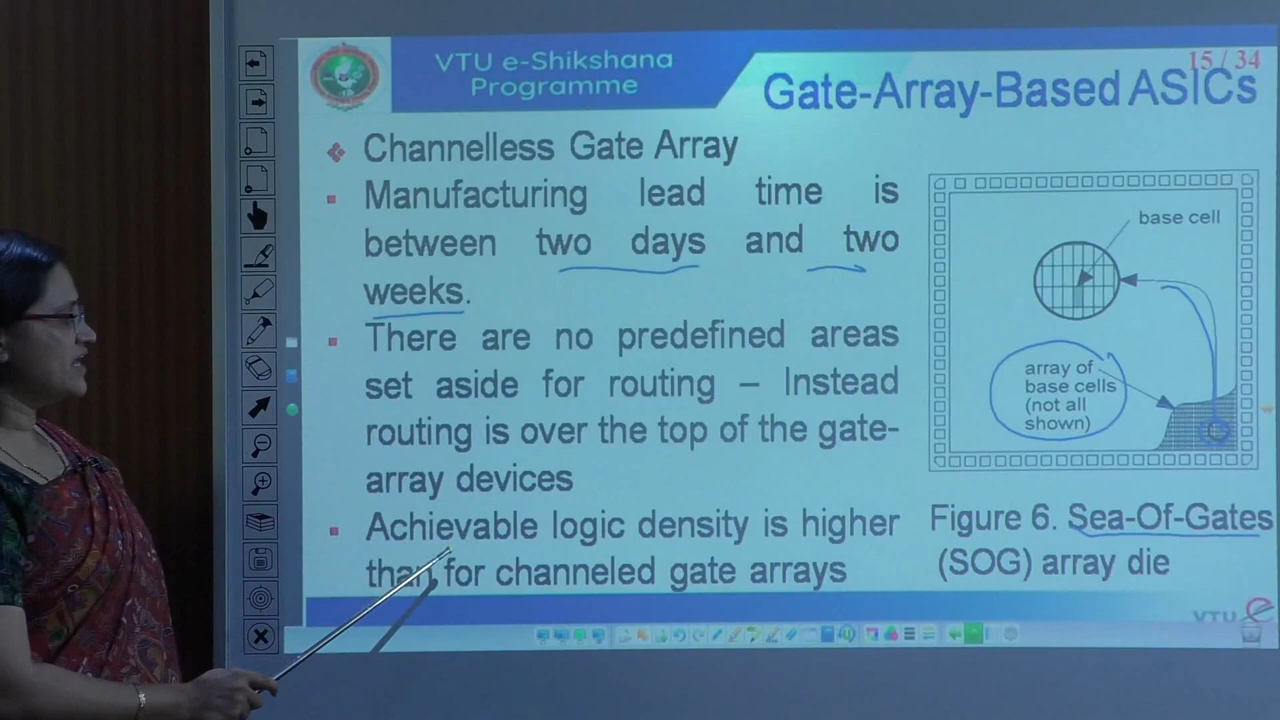 VTU e-Shikshana
Programme
15 / 34
Gate-Array-Based ASICs
Channelless Gate Array
Manufacturing lead time is
between two days and two
weeks.
There are no predefined areas
set aside for routing – Instead
routing is over the top of the gate-
array devices
Achievable logic density is higher
than for channeled gate arrays
base cell
array of
base cells
(not all
shown)
Figure 6. Sea-Of-Gates
(SOG) array die
VTU e